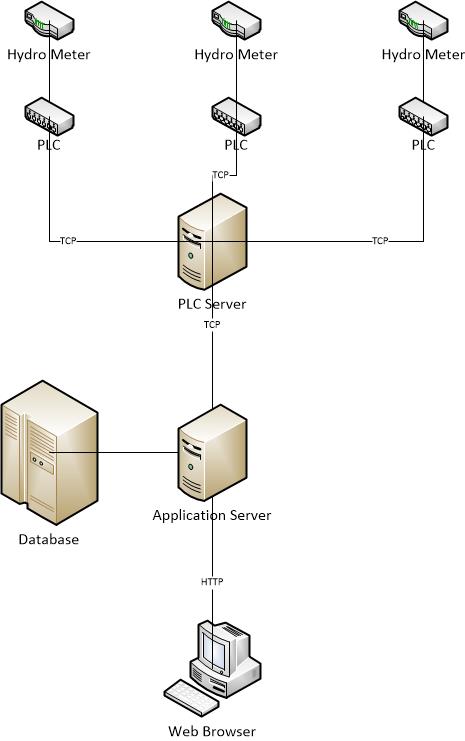 Hydro Meter
Hydro Meter
Hydro Meter
PLC
PLC
PLC
TCP
TCP
TCP
PLC Server
TCP
Application Server
Database
HTTP
Web Browser